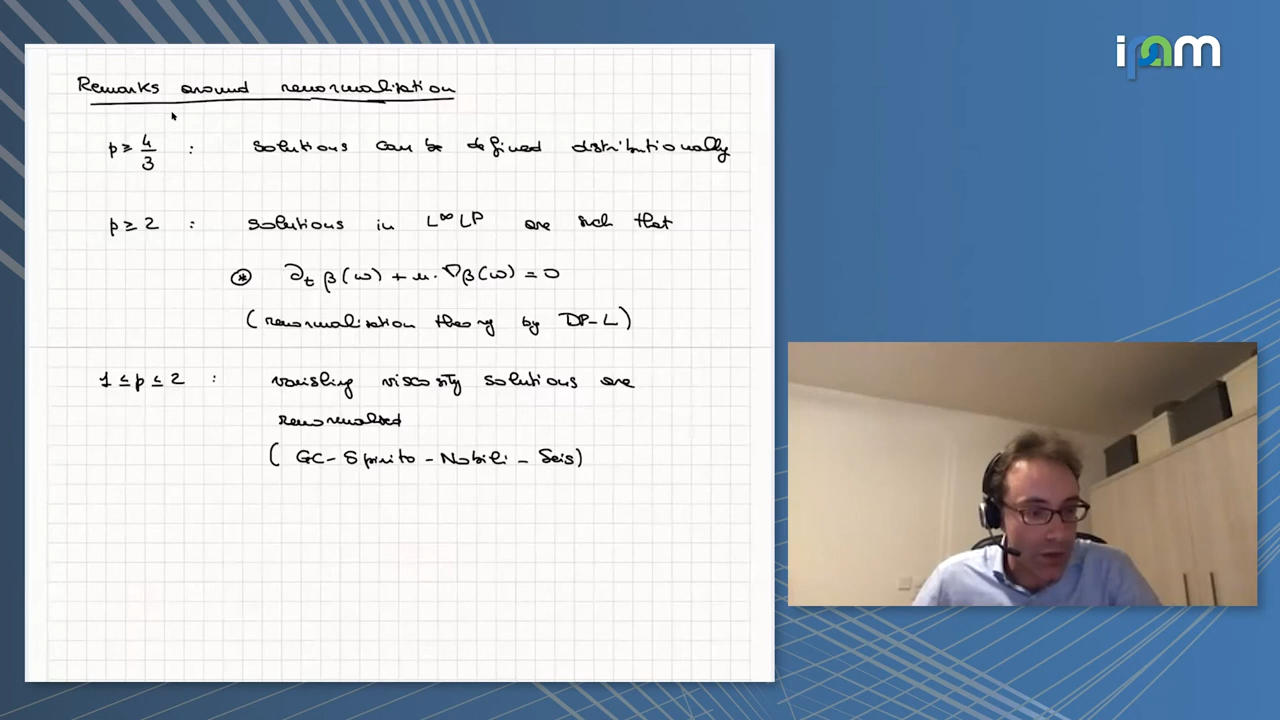 Remarks around renormalization
p ≥ 4/3 : solutions can be defined distributionally
p ≥ 2 : solutions in L^∞ L^p are such that
⊛ ∂_t β(ω) + u · ∇β(ω) = 0
(renormalization theory by DP-L)
1 ≤ p ≤ 2 : vanishing viscosity solutions are
renormalized
(GC - Spirito - Nobili - Seis)
ipam